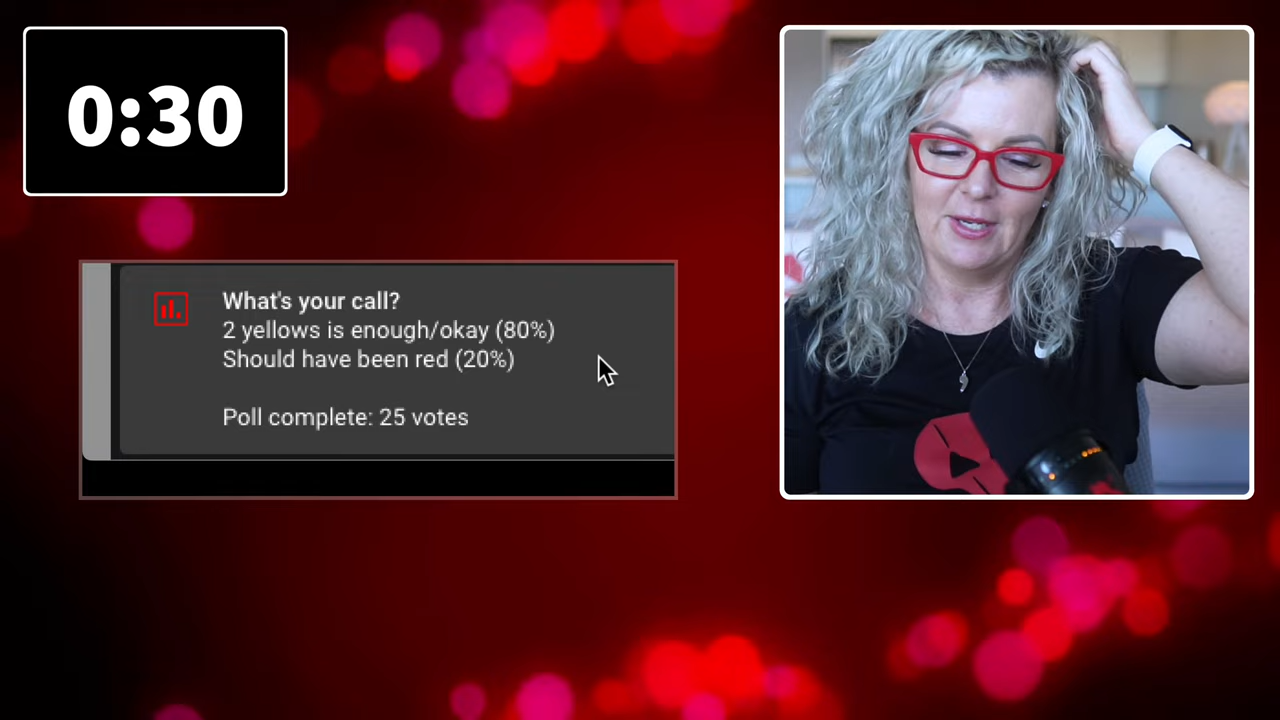 0:30
What's your call?
2 yellows is enough/okay (80%)
Should have been red (20%)
Poll complete: 25 votes